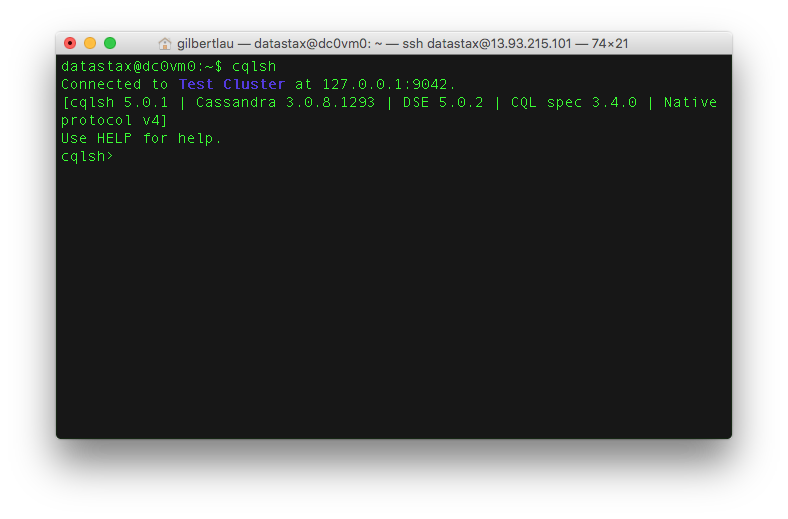 gilbertlau — datastax@dc0vm0: ~ — ssh datastax@13.93.215.101 — 74×21
datastax@dc0vm0:~$ cqlsh
Connected to Test Cluster at 127.0.0.1:9042.
[cqlsh 5.0.1 | Cassandra 3.0.8.1293 | DSE 5.0.2 | CQL spec 3.4.0 | Native
protocol v4]
Use HELP for help.
cqlsh>